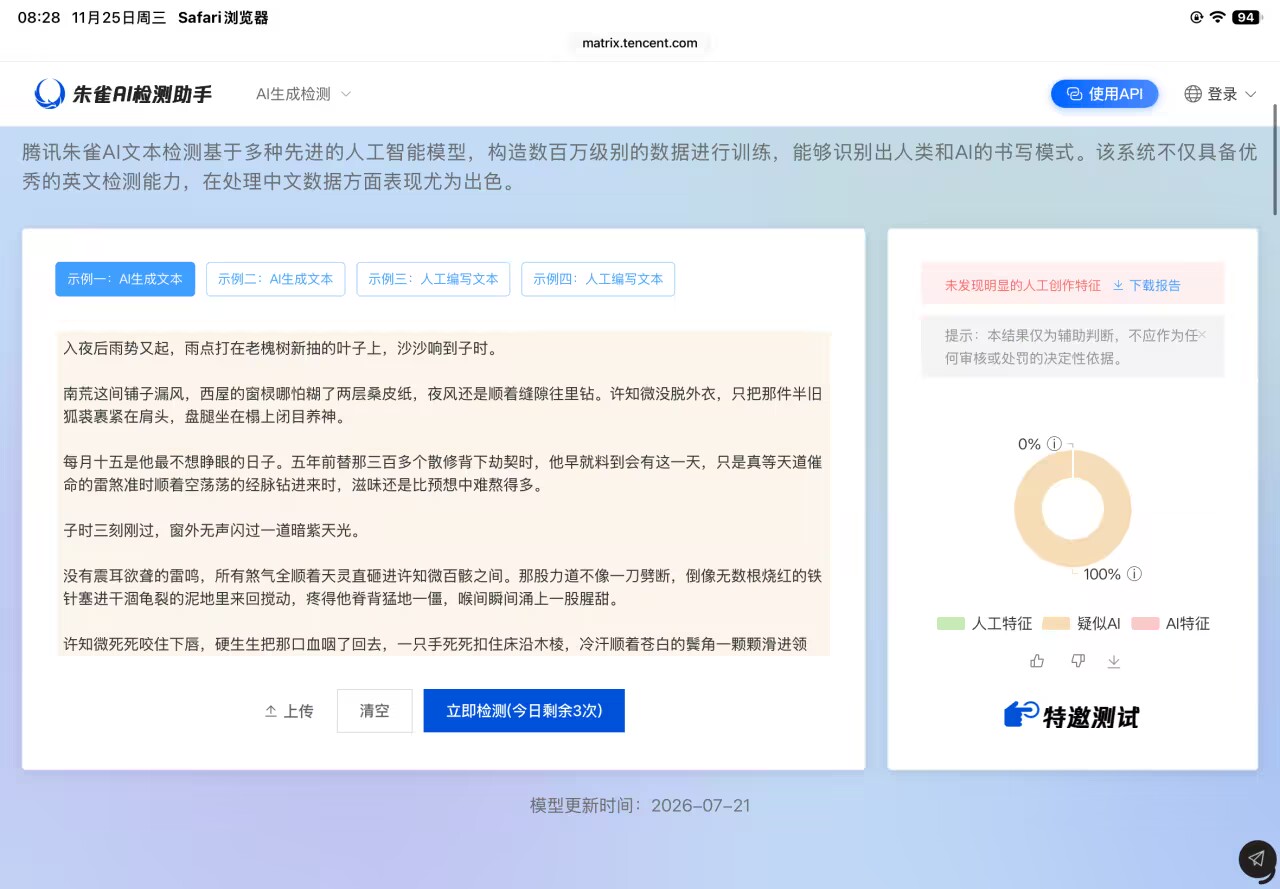 08:28 11月25日周三 Safari浏览器
94
matrix.tencent.com
朱雀AI检测助手
AI生成检测
使用API
登录
腾讯朱雀AI文本检测基于多种先进的人工智能模型，构造数百万级别的数据进行训练，能够识别出人类和AI的书写模式。该系统不仅具备优
秀的英文检测能力，在处理中文数据方面表现尤为出色。
示例一：AI生成文本
示例二：AI生成文本
示例三：人工编写文本
示例四：人工编写文本
入夜后雨势又起，雨点打在老槐树新抽的叶子上，沙沙响到子时。
南荒这间铺子漏风，西屋的窗棂哪怕糊了两层桑皮纸，夜风还是顺着缝隙往里钻。许知微没脱外衣，只把那件半旧
狐裘裹紧在肩头，盘腿坐在榻上闭目养神。
每月十五是他最不想睁眼的日子。五年前替那三百多个散修背下劫契时，他早就料到会有这一天，只是真等天道催
命的雷煞准时顺着空荡荡的经脉钻进来时，滋味还是比预想中难熬得多。
子时三刻刚过，窗外无声闪过一道暗紫天光。
没有震耳欲聋的雷鸣，所有煞气全顺着天灵直砸进许知微百骸之间。那股力道不像一刀劈断，倒像无数根烧红的铁
针塞进干涸龟裂的泥地里来回搅动，疼得他脊背猛地一僵，喉间瞬间涌上一股腥甜。
许知微死死咬住下唇，硬生生把那口血咽了回去，一只手死死扣住床沿木棱，冷汗顺着苍白的鬓角一颗颗滑进领
上传
清空
立即检测(今日剩余3次)
未发现明显的人工创作特征 下载报告
提示：本结果仅为辅助判断，不应作为任
何审核或处罚的决定性依据。
0%
100%
人工特征 疑似AI AI特征
特邀测试
模型更新时间：2026-07-21